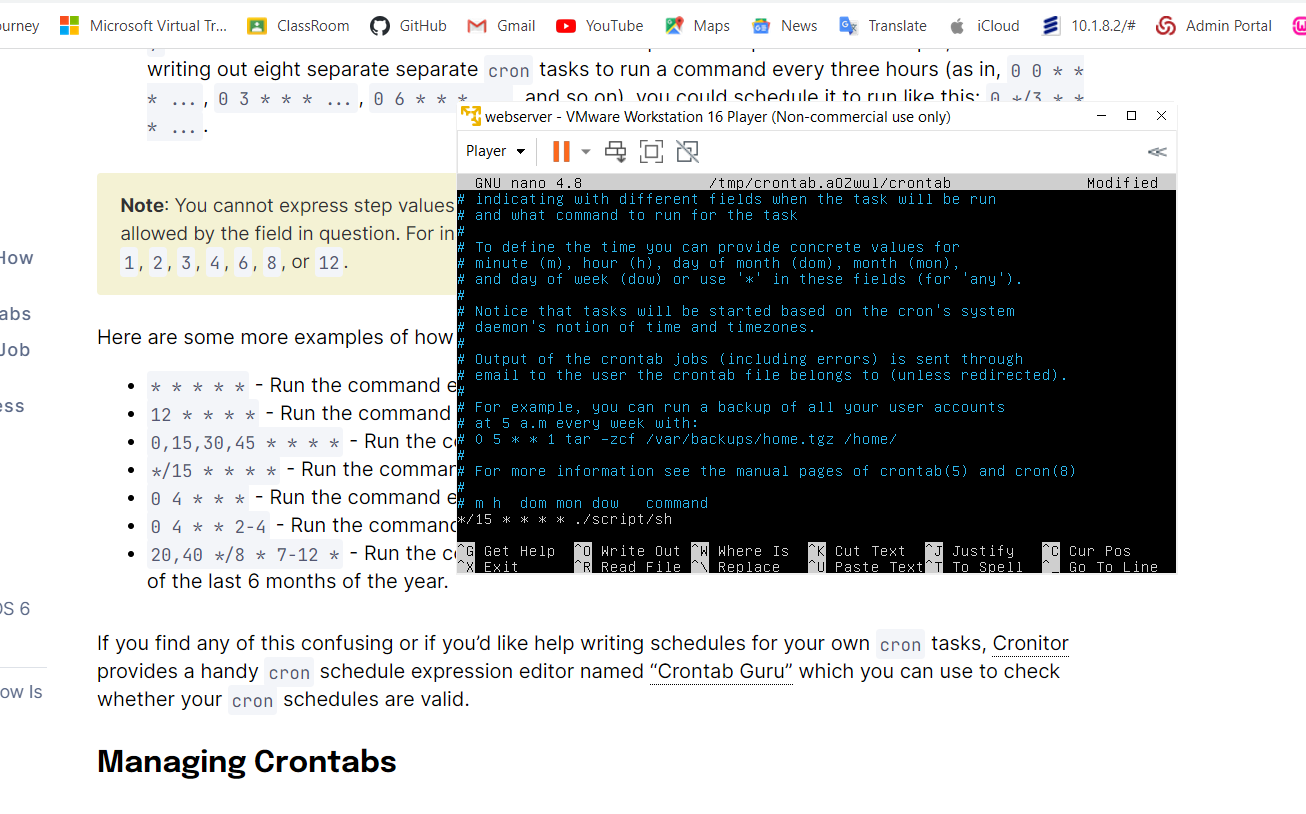 ourney Microsoft Virtual Tr... ClassRoom GitHub Gmail YouTube Maps News Translate iCloud 10.1.8.2/# Admin Portal
writing out eight separate separate cron tasks to run a command every three hours (as in, 0 0 * *
* ..., 0 3 * * * ..., 0 6 * * * and so on), you could schedule it to run like this: 0 */3 * *
* ... .
Note: You cannot express step values
allowed by the field in question. For in
1, 2, 3, 4, 6, 8, or 12.
How
abs
Job
ess
OS 6
ow Is
Here are some more examples of how
* * * * * - Run the command e
12 * * * * - Run the command
0,15,30,45 * * * * - Run the co
*/15 * * * * - Run the comman
0 4 * * * - Run the command e
0 4 * * 2-4 - Run the command
20,40 */8 * 7-12 * - Run the co
of the last 6 months of the year.
webserver - VMware Workstation 16 Player (Non-commercial use only)
Player
GNU nano 4.8 /tmp/crontab.aOZwul/crontab Modified
# indicating with different fields when the task will be run
# and what command to run for the task
#
# To define the time you can provide concrete values for
# minute (m), hour (h), day of month (dom), month (mon),
# and day of week (dow) or use '*' in these fields (for 'any').
#
# Notice that tasks will be started based on the cron's system
# daemon's notion of time and timezones.
#
# Output of the crontab jobs (including errors) is sent through
# email to the user the crontab file belongs to (unless redirected).
#
# For example, you can run a backup of all your user accounts
# at 5 a.m every week with:
# 0 5 * * 1 tar -zcf /var/backups/home.tgz /home/
#
# For more information see the manual pages of crontab(5) and cron(8)
#
# m h  dom mon dow   command
*/15 * * * * ./script/sh
^G Get Help ^O Write Out ^W Where Is ^K Cut Text ^J Justify ^C Cur Pos
^X Exit ^R Read File ^\ Replace ^U Paste Text ^T To Spell ^_ Go To Line
If you find any of this confusing or if you’d like help writing schedules for your own cron tasks, Cronitor
provides a handy cron schedule expression editor named “Crontab Guru” which you can use to check
whether your cron schedules are valid.
Managing Crontabs